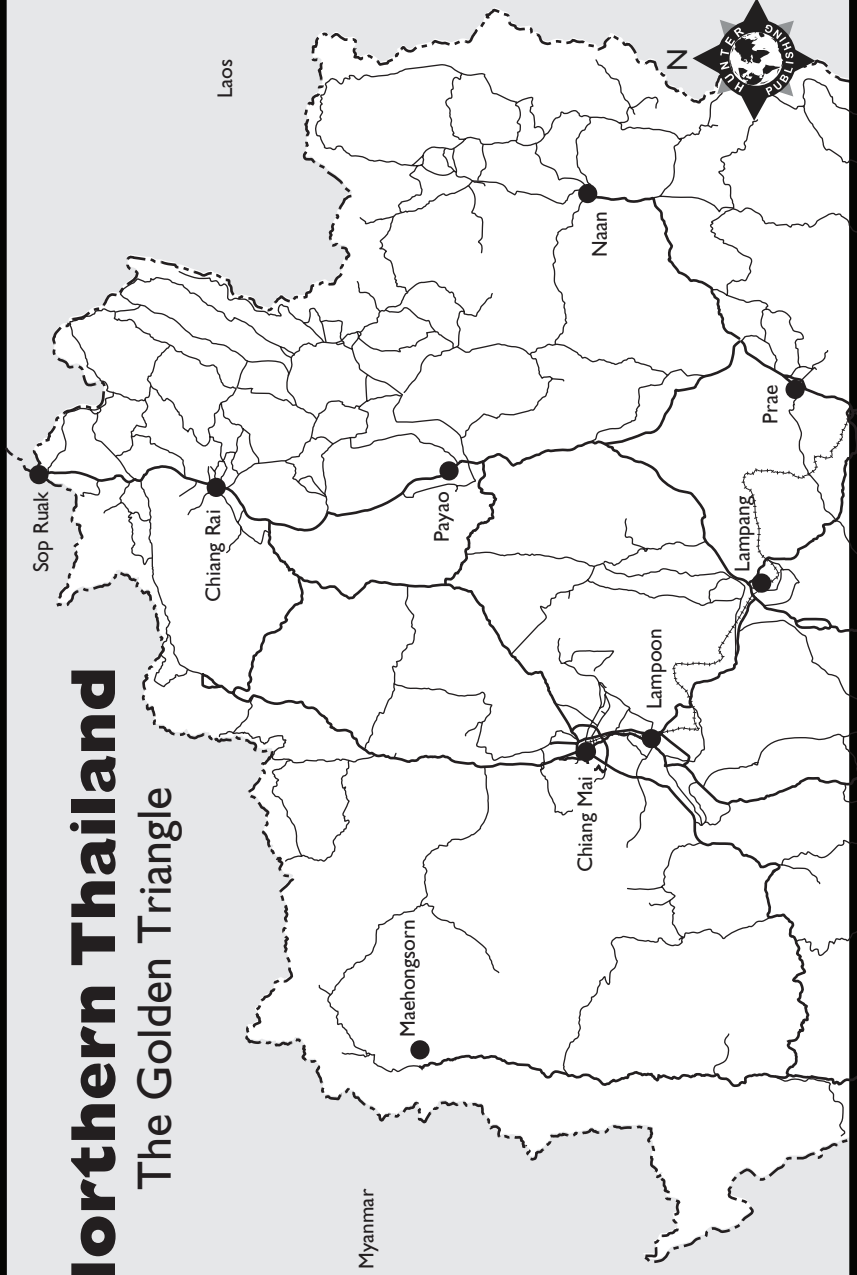 Northern Thailand
The Golden Triangle
Sop Ruak
Chiang Rai
Laos
Myanmar
Maehongsorn
Payao
Chiang Mai
Naan
Lampoon
N
HUNTER
PUBLISHING
Lampang
Prae